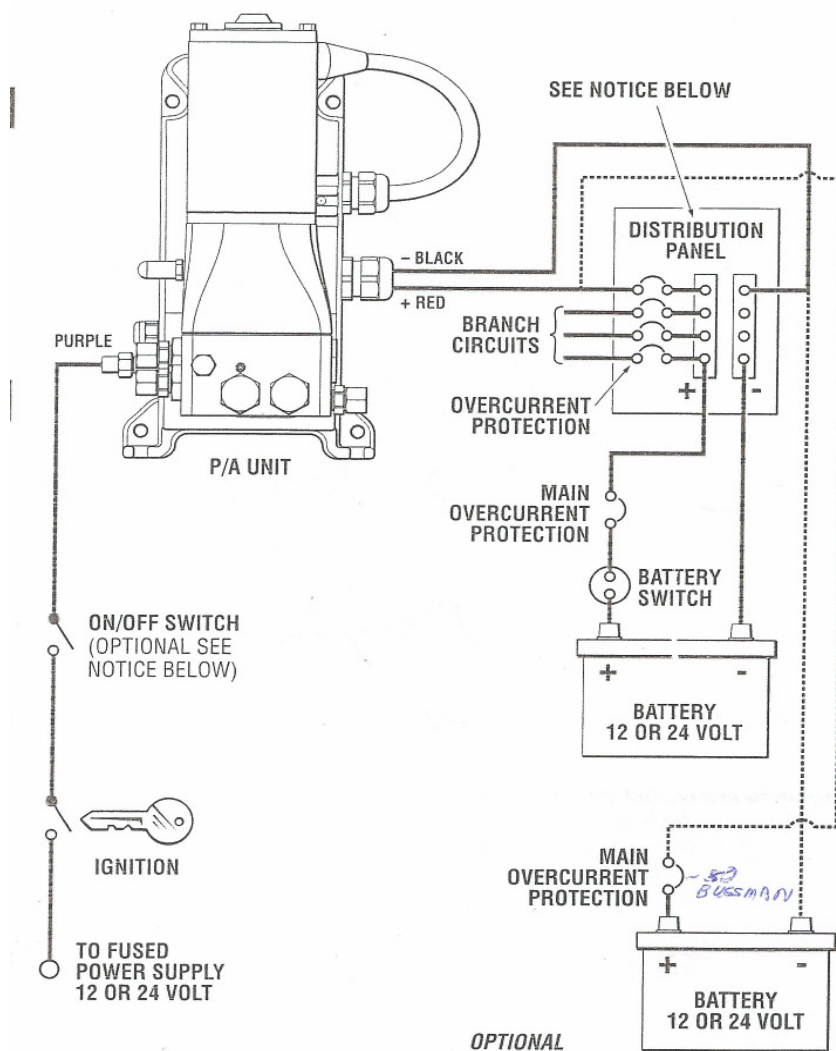 SEE NOTICE BELOW
DISTRIBUTION
PANEL
– BLACK
+ RED
BRANCH
CIRCUITS
+ -
OVERCURRENT
PROTECTION
PURPLE
P/A UNIT
MAIN
OVERCURRENT
PROTECTION
BATTERY
SWITCH
+ -
BATTERY
12 OR 24 VOLT
ON/OFF SWITCH
(OPTIONAL SEE
NOTICE BELOW)
IGNITION
MAIN
OVERCURRENT
PROTECTION
BUSSMAN
TO FUSED
POWER SUPPLY
12 OR 24 VOLT
+ -
BATTERY
12 OR 24 VOLT
OPTIONAL